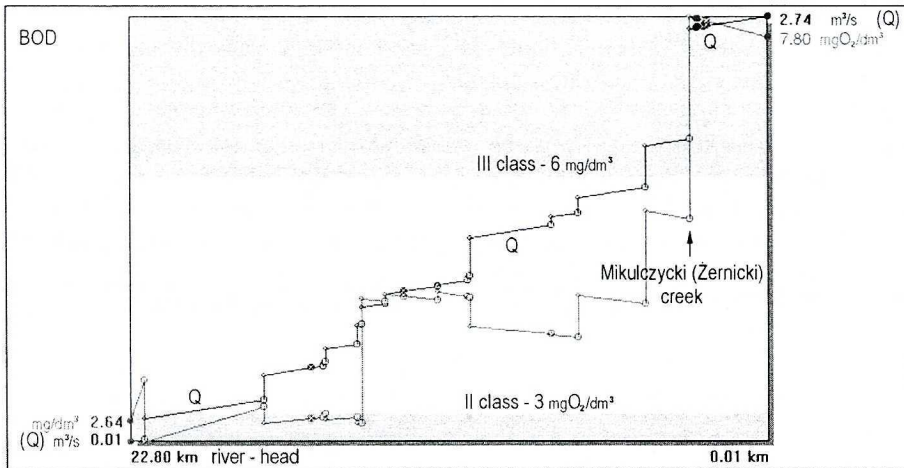 BOD
2.74 m³/s (Q)
7.80 mgO₂/dm³
Q
III class - 6 mg/dm³
Q
Mikulczycki (Żernicki)
creek
Q
II class - 3 mgO₂/dm³
mg/dm³ 2.64
(Q) m³/s 0.01
22.80 km river - head
0.01 km